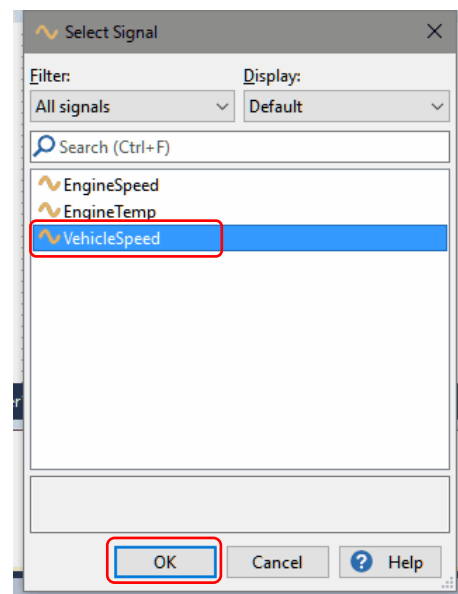 Select Signal
Filter: Display:
All signals Default
Search (Ctrl+F)
EngineSpeed
EngineTemp
VehicleSpeed
OK Cancel Help